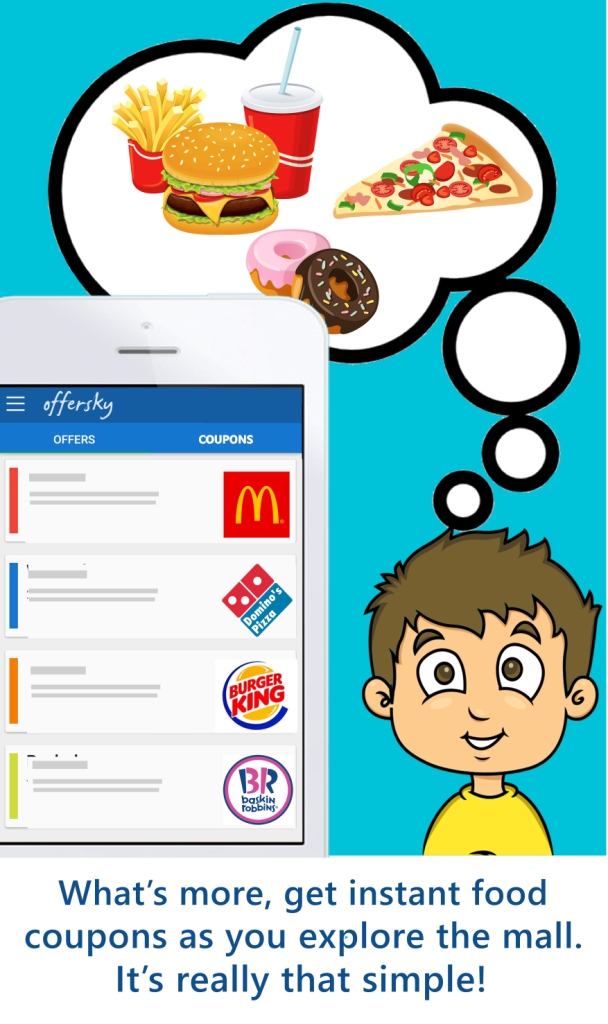 offersky
OFFERS
COUPONS
M
Domino's
Pizza
BURGER
KING
BR
baskin
robbins
What's more, get instant food
coupons as you explore the mall.
It's really that simple!